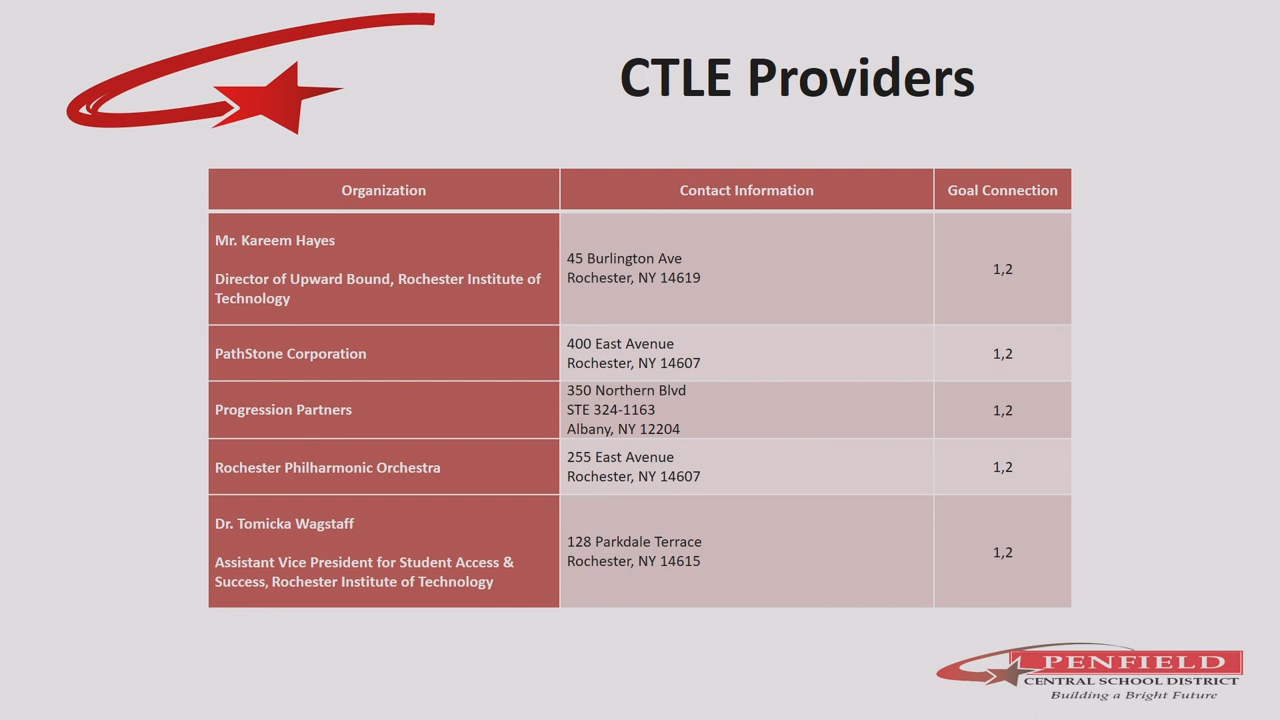 CTLE Providers
Organization
Contact Information
Goal Connection
Mr. Kareem Hayes
Director of Upward Bound, Rochester Institute of
Technology
45 Burlington Ave
Rochester, NY 14619
1,2
PathStone Corporation
400 East Avenue
Rochester, NY 14607
1,2
Progression Partners
350 Northern Blvd
STE 324-1163
Albany, NY 12204
1,2
Rochester Philharmonic Orchestra
255 East Avenue
Rochester, NY 14607
1,2
Dr. Tomicka Wagstaff
Assistant Vice President for Student Access &
Success, Rochester Institute of Technology
128 Parkdale Terrace
Rochester, NY 14615
1,2
PENFIELD
CENTRAL SCHOOL DISTRICT
Building a Bright Future